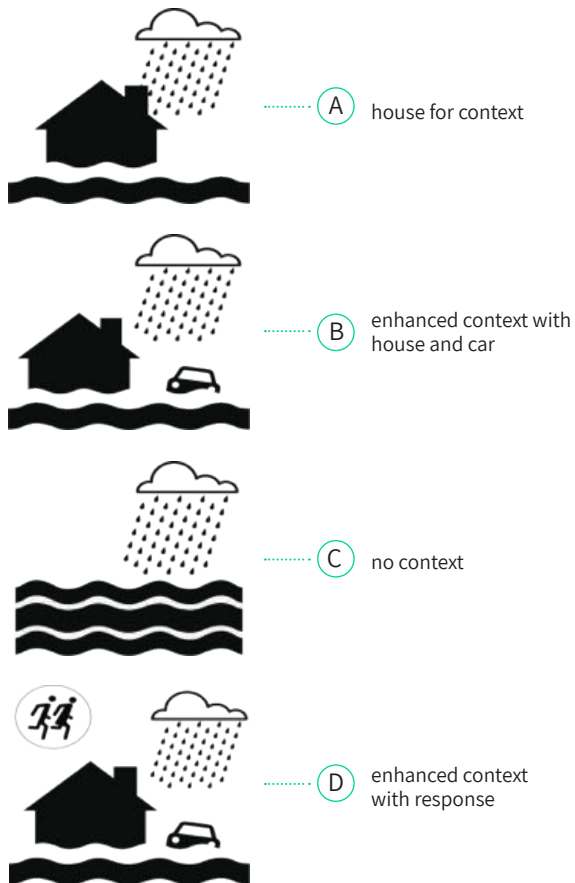 A
house for context
B
enhanced context with
house and car
C
no context
D
enhanced context
with response